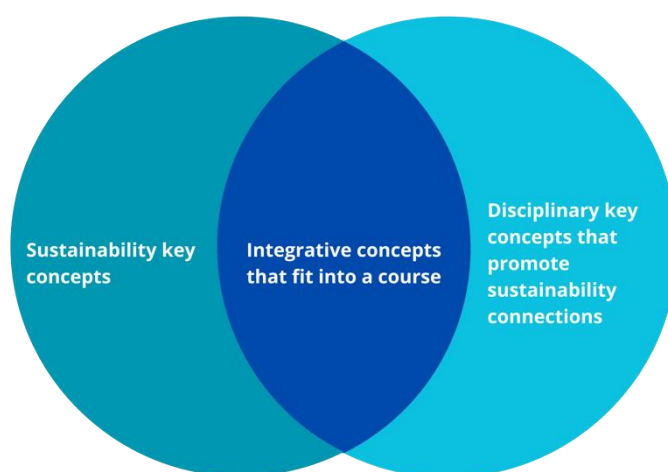 Sustainability key
concepts
Integrative concepts
that fit into a course
Disciplinary key
concepts that
promote
sustainability
connections